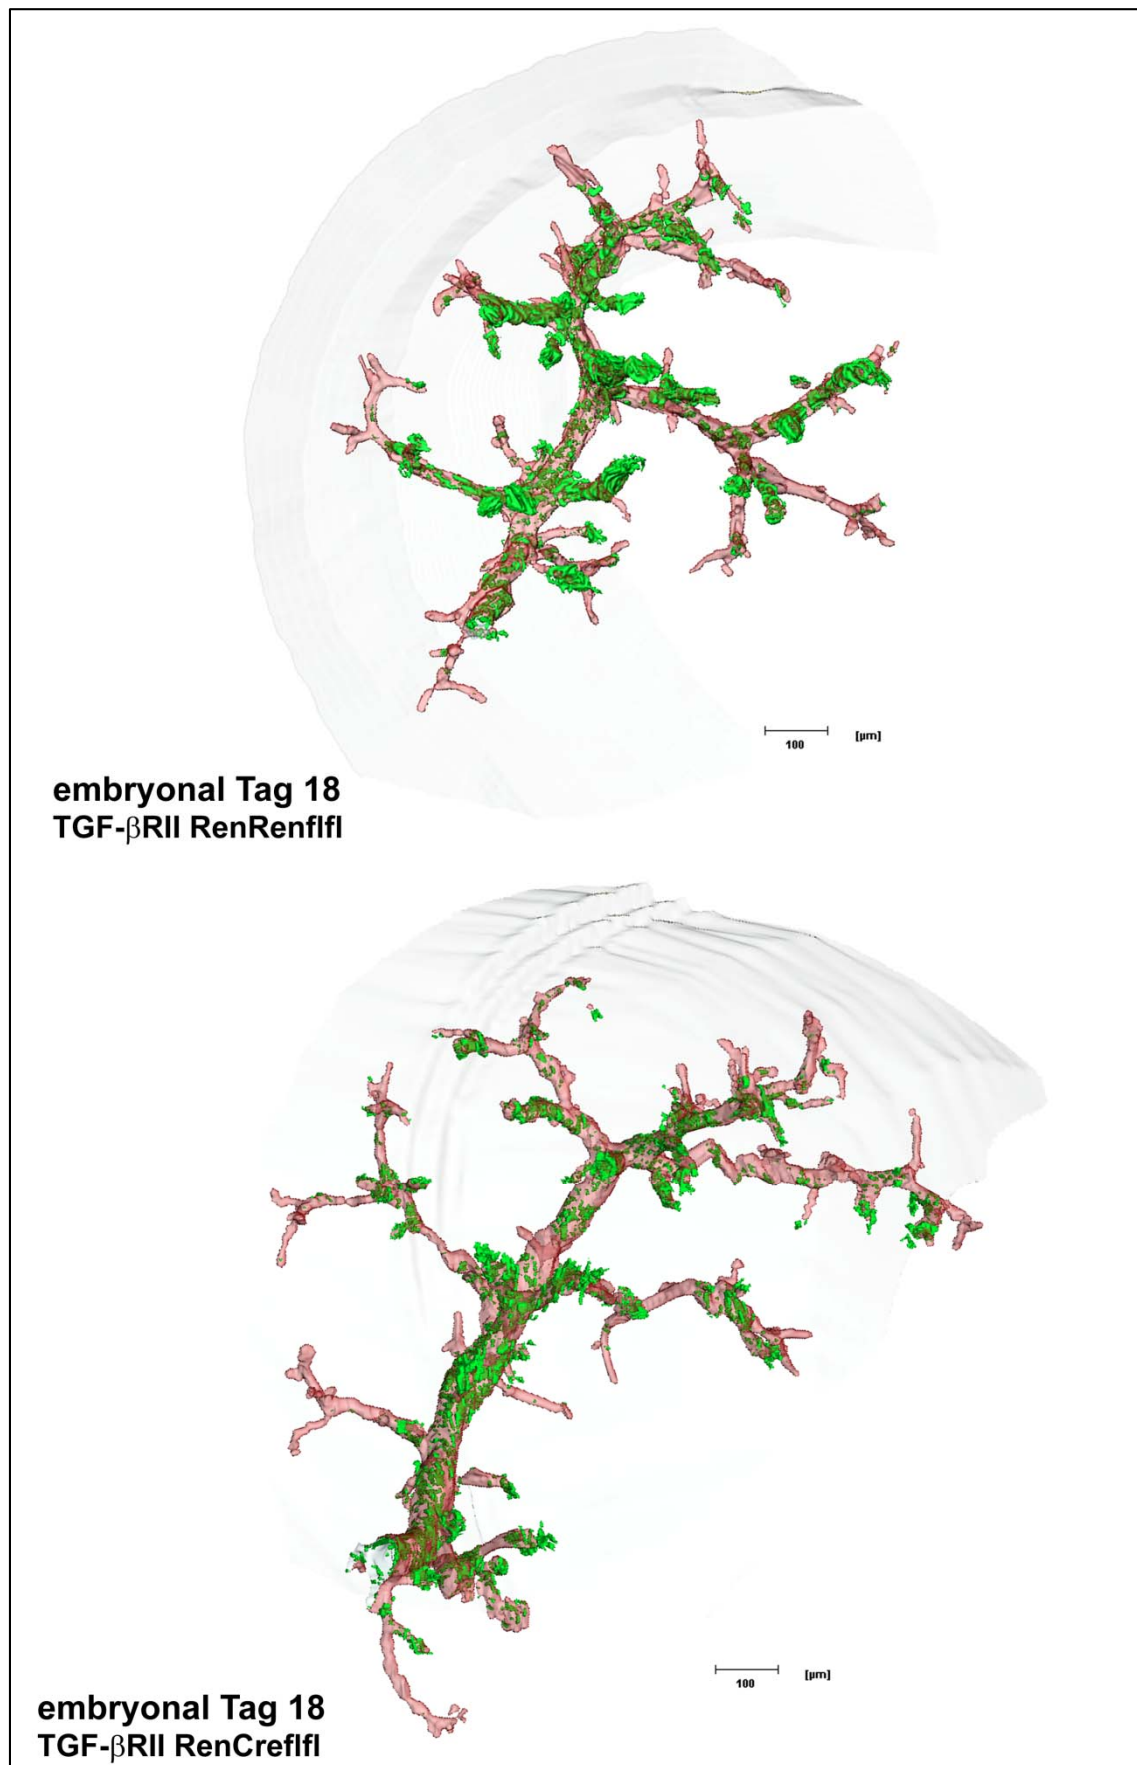 100 [µm]
embryonal Tag 18
TGF-βRII RenRenflfl
100 [µm]
embryonal Tag 18
TGF-βRII RenCreflfl